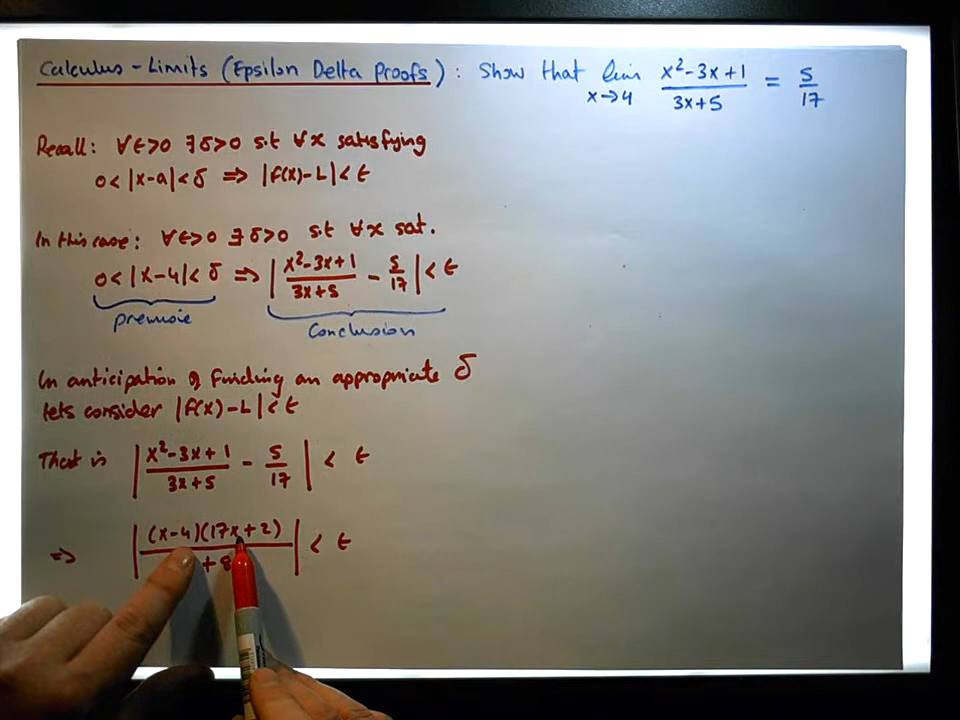 Calculus - Limits (Epsilon Delta Proofs) : Show that lim x→4 x²-3x+1 / 3x+5 = 5/17
Recall: ∀ϵ>0 ∃δ>0 s.t ∀x satisfying
0<|x-a|<δ ⇒ |f(x)-L|<ϵ
In this case: ∀ϵ>0 ∃δ>0 s.t ∀x sat.
0<|x-4|<δ ⇒ |x²-3x+1 / 3x+5 - 5/17|<ϵ
premisie
Conclusion
In anticipation of finding an appropriate δ
lets consider |f(x)-L|<ϵ
That is |x²-3x+1 / 3x+5 - 5/17| < ϵ
⇒ |(x-4)(17x+2) / +8| < ϵ